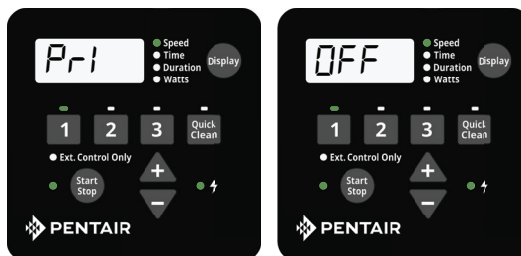 PrI
Speed
Time
Duration
Watts
Display
1
2
3
Quick
Clean
Ext. Control Only
Start
Stop
+
−
PENTAIR
OFF
Speed
Time
Duration
Watts
Display
1
2
3
Quick
Clean
Ext. Control Only
Start
Stop
+
−
PENTAIR